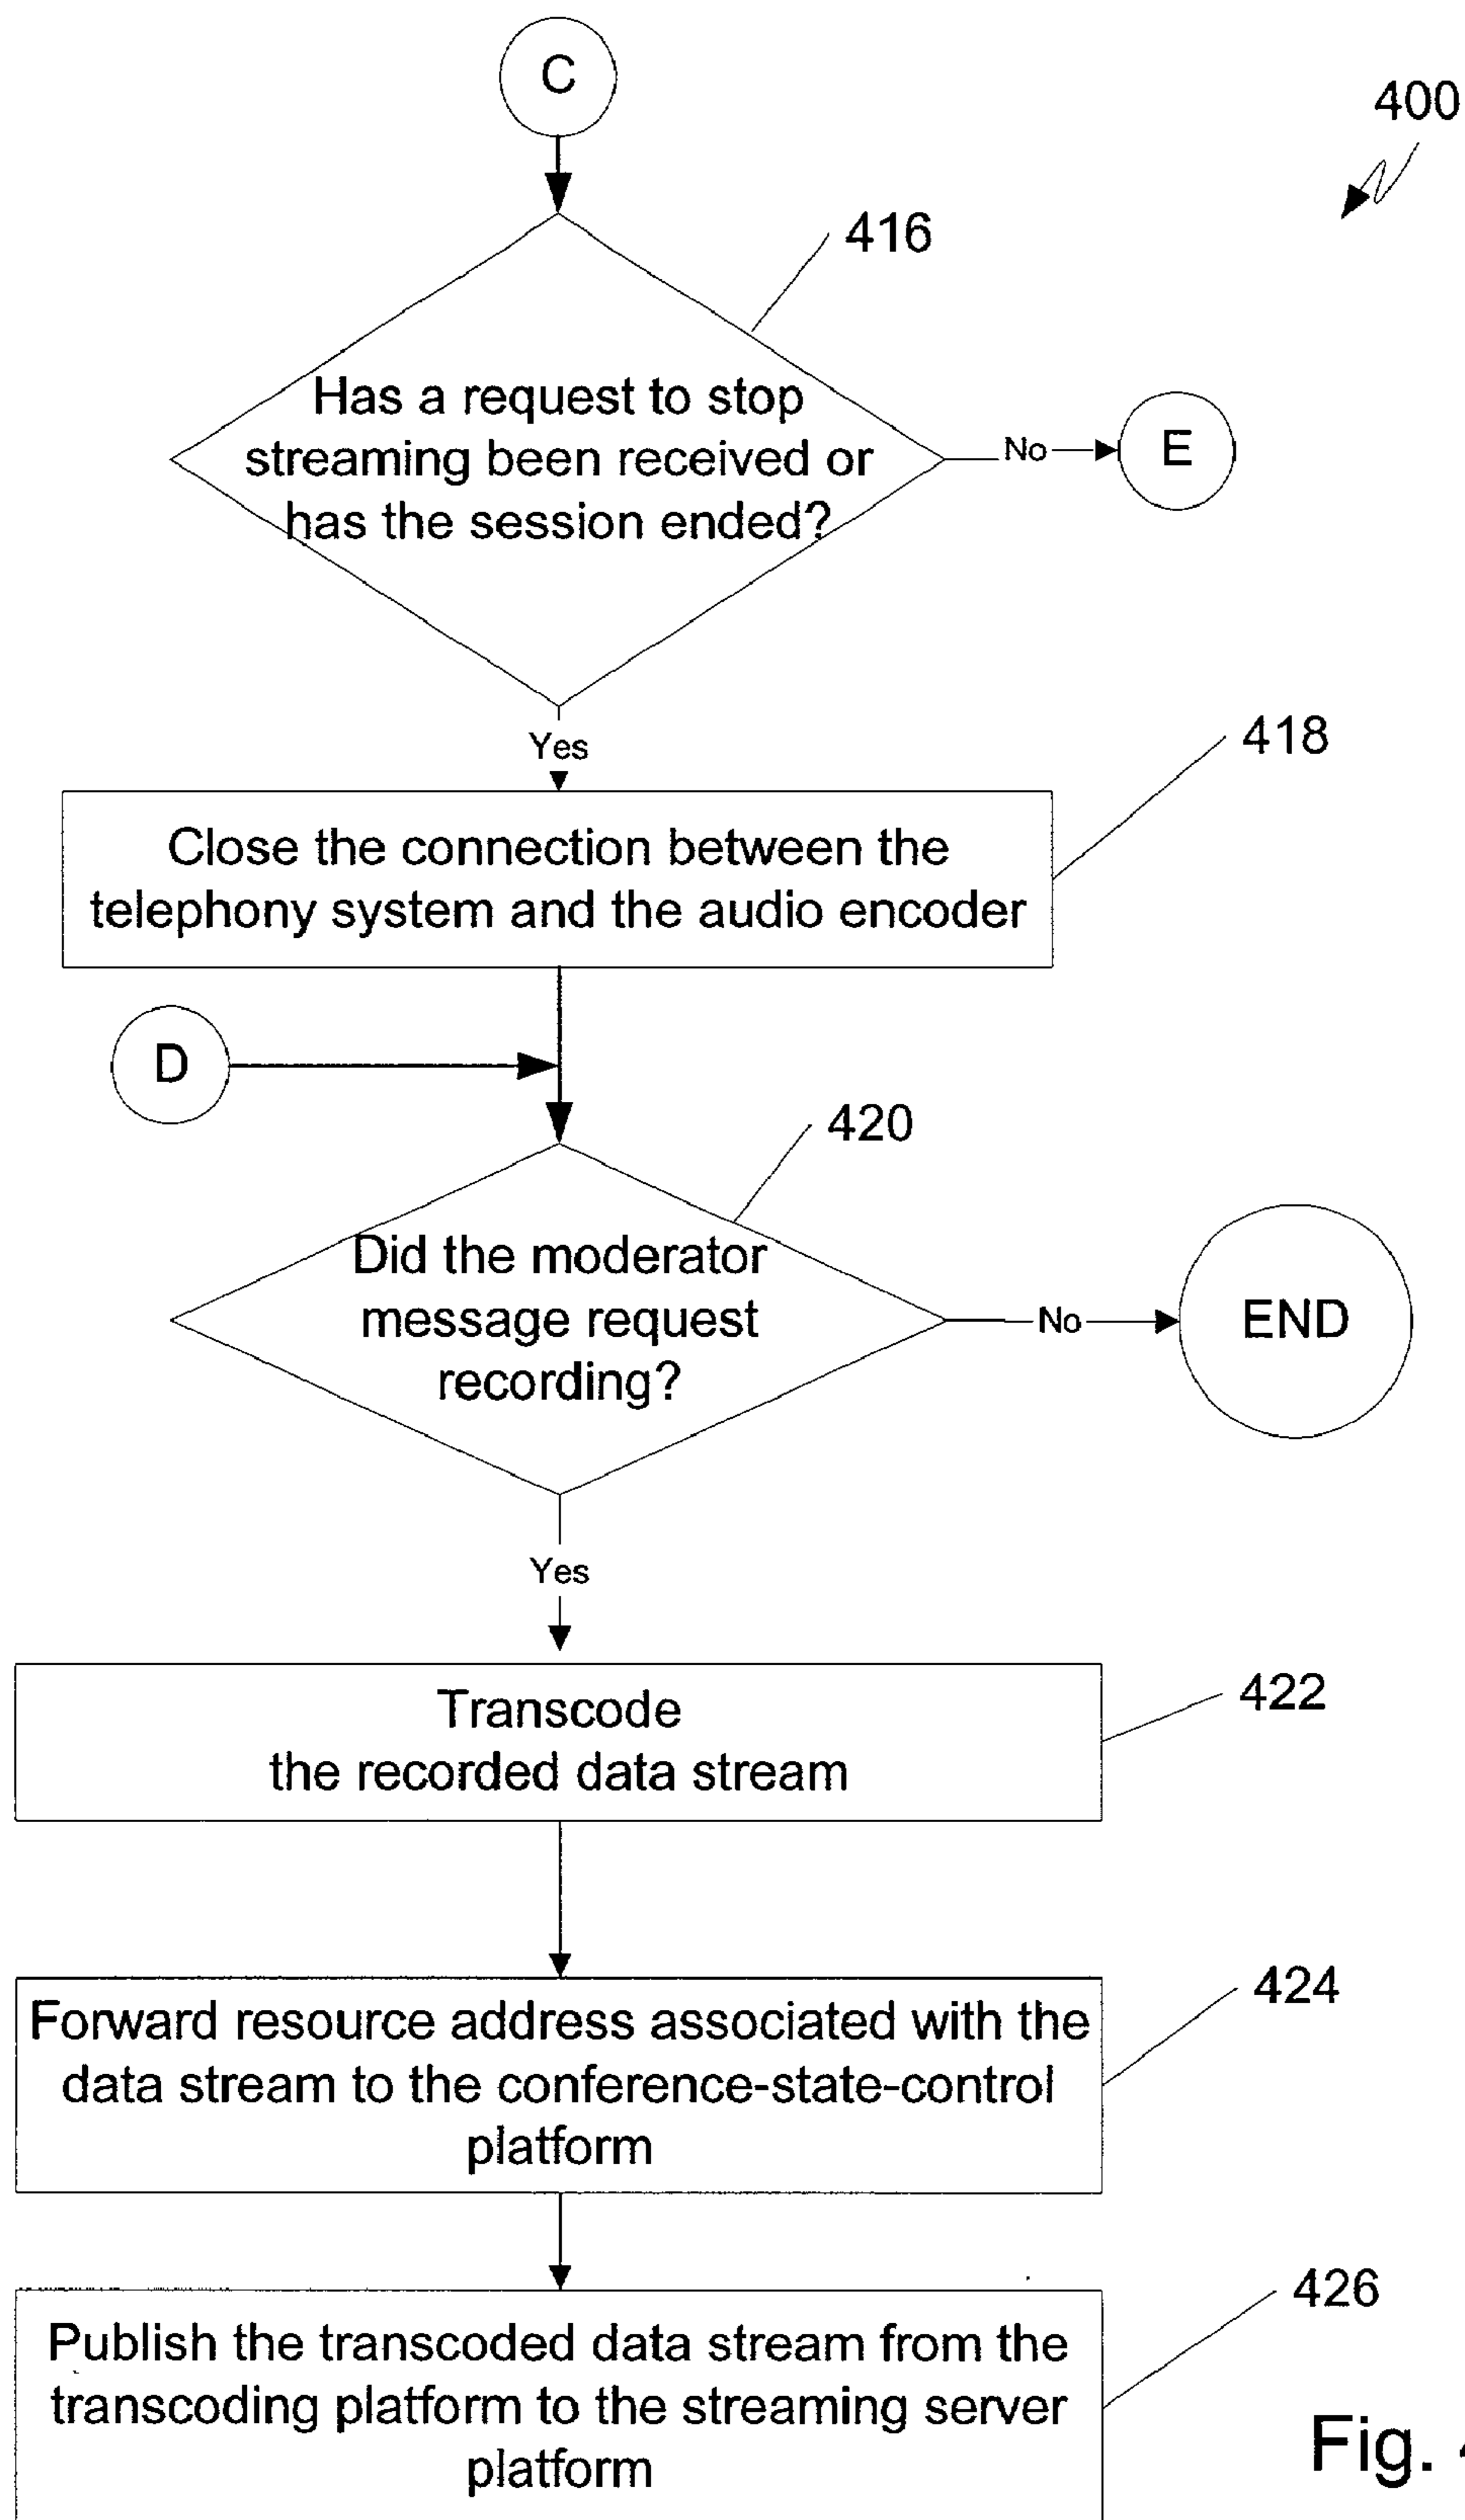 C
400
416
Has a request to stop
streaming been received or
has the session ended?
No
E
Yes
418
Close the connection between the
telephony system and the audio encoder
D
420
Did the moderator
message request
recording?
No
END
Yes
422
Transcode
the recorded data stream
424
Forward resource address associated with the
data stream to the conference-state-control
platform
426
Publish the transcoded data stream from the
transcoding platform to the streaming server
platform
Fig.